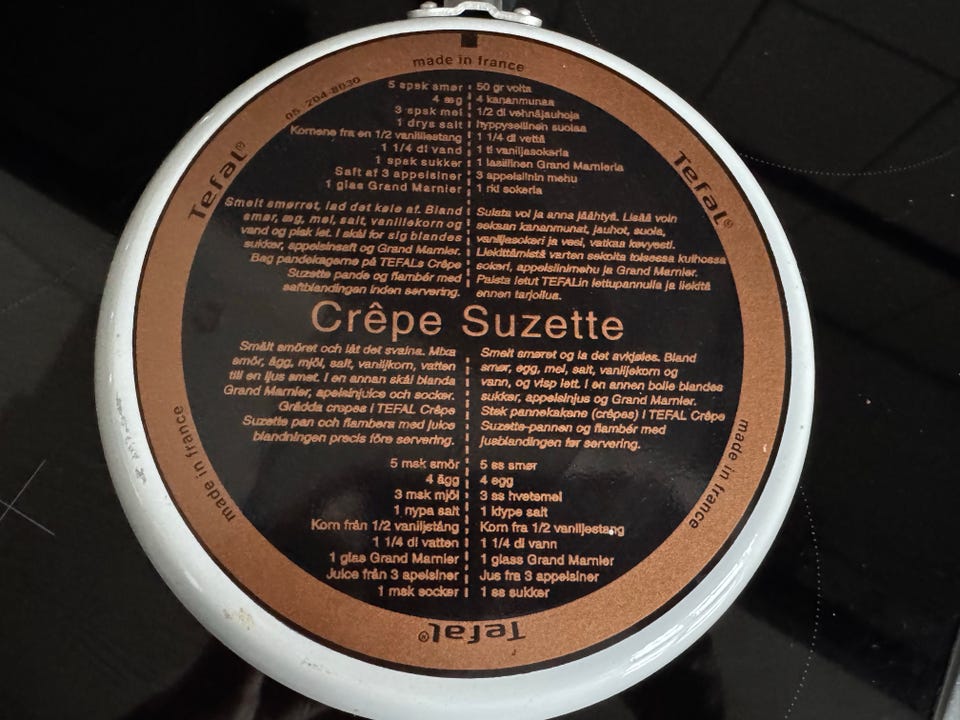 made in france
05-204-8030
Tefal®
Tefal®
5 spsk smør
4 æg
3 spsk mel
1 drys salt
Kornene fra en 1/2 vanillestang
1 1/4 dl vand
1 spsk sukker
Saft af 3 appelsiner
1 glas Grand Marnier
Smelt smørret, lad det køle af. Bland
smør, æg, mel, salt, vanillekorn og
vand og pisk let. I skål for sig blandes
sukker, appelsinsaft og Grand Marnier.
Bag pandekagerne på TEFALs Crêpe
Suzette pande og flambér med
saftblandingen inden servering.
50 gr voita
4 kananmunaa
1/2 dl vehnäjauhoja
hyppysellinen suolaa
1 1/4 dl vettä
1 tl vaniljasokeria
1 lasillinen Grand Marnieria
3 appelsiinin mehu
1 rkl sokeria
Sulata voi ja anna jäähtyä. Lisää voin
sekaan kananmunat, jauhot, suola,
vaniljasokeri ja vesi, vatkaa kevyesti.
Liekittämistä varten sekoita toisessa kulhossa
sokeri, appelsiinimehu ja Grand Marnier.
Paista letut TEFALin lettupannulla ja liekitä
ennen tarjoilua.
Crêpe Suzette
Smält smöret och låt det svalna. Mixa
smör, ägg, mjöl, salt, vaniljkorn, vatten
till en ljus smet. I en annan skål blanda
Grand Marnier, apelsinjuice och socker.
Grädda crepes i TEFAL Crêpe
Suzette pan och flambera med juice
blandningen precis före servering.
5 msk smör
4 ägg
3 msk mjöl
1 nypa salt
Korn från 1/2 vaniljstång
1 1/4 dl vatten
1 glas Grand Marnier
Juice från 3 apelsiner
1 msk socker
Smelt smøret og la det avkjøles. Bland
smør, egg, mel, salt, vaniljekorn og
vann, og visp lett. I en annen bolle blandes
sukker, appelsinjus og Grand Marnier.
Stek pannekakene (crêpes) i TEFAL Crêpe
Suzette-pannen og flambér med
jusblandingen før servering.
5 ss smør
4 egg
3 ss hvetemel
1 klype salt
Korn fra 1/2 vaniljestang
1 1/4 dl vann
1 glass Grand Marnier
Jus fra 3 appelsiner
1 ss sukker
made in france
made in france
Tefal®